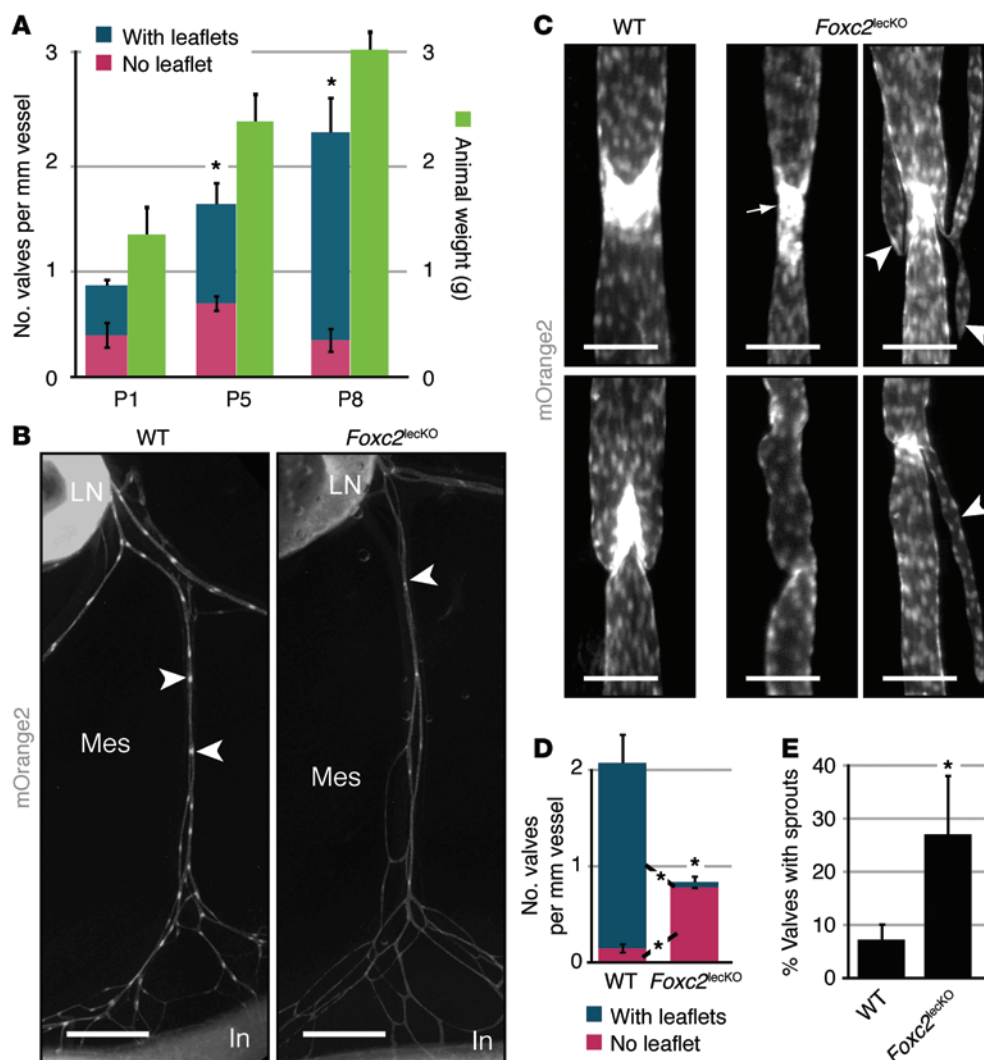 A
With leaflets
No leaflet
No. valves per mm vessel
3
2
1
0
*
*
3
2
1
0
Animal weight (g)
P1
P5
P8
B
WT
Foxc2lecKO
mOrange2
LN
Mes
In
LN
Mes
In
C
WT
Foxc2lecKO
mOrange2
D
No. valves
per mm vessel
2
1
0
*
*
*
WT
Foxc2lecKO
With leaflets
No leaflet
E
% Valves with sprouts
40
30
20
10
0
*
WT
Foxc2lecKO